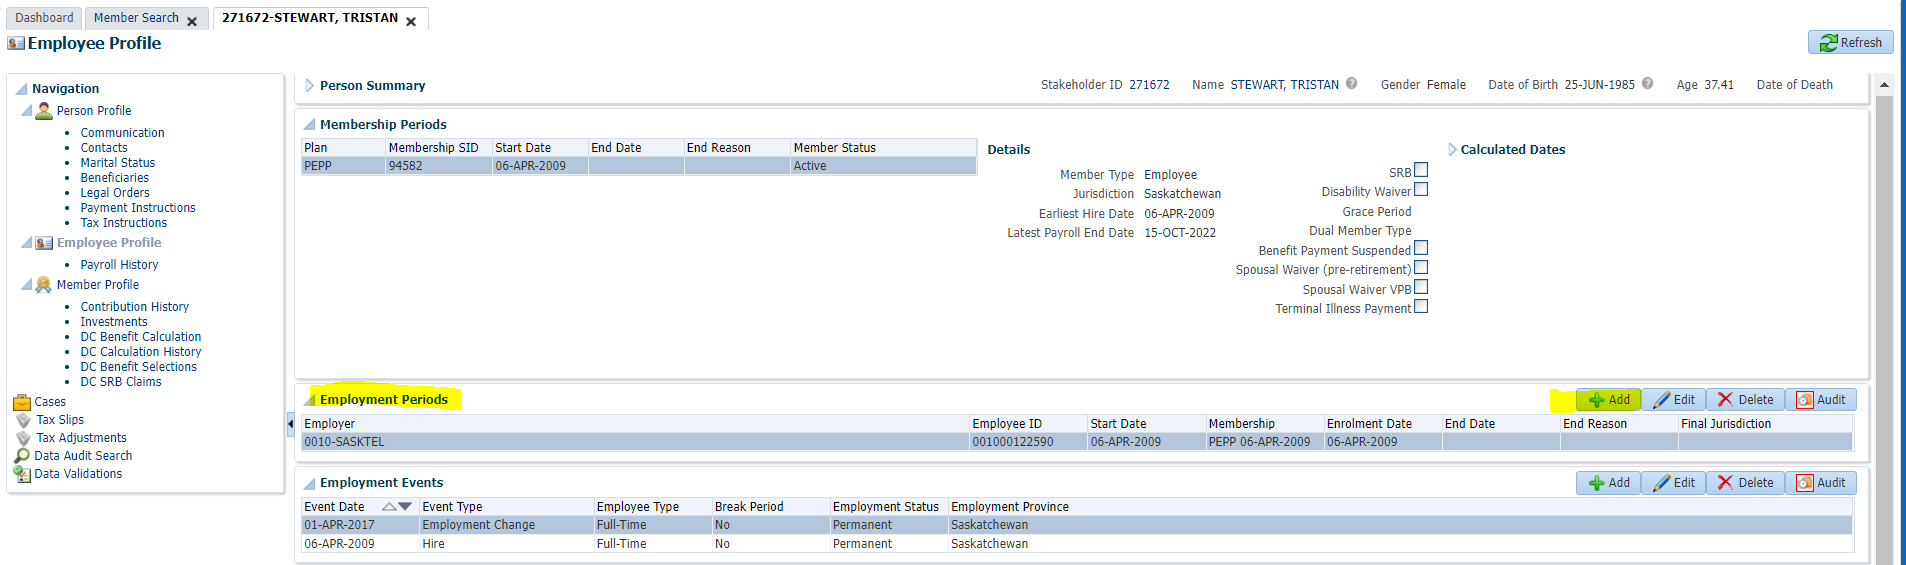 Dashboard Member Search 271672-STEWART, TRISTAN
Employee Profile
Refresh
Navigation
Person Profile
Communication
Contacts
Marital Status
Beneficiaries
Legal Orders
Payment Instructions
Tax Instructions
Employee Profile
Payroll History
Member Profile
Contribution History
Investments
DC Benefit Calculation
DC Calculation History
DC Benefit Selections
DC SRB Claims
Cases
Tax Slips
Tax Adjustments
Data Audit Search
Data Validations
Person Summary Stakeholder ID 271672 Name STEWART, TRISTAN Gender Female Date of Birth 25-JUN-1985 Age 37.41 Date of Death
Membership Periods
Plan Membership SID Start Date End Date End Reason Member Status
PEPP 94582 06-APR-2009 Active
Details
Member Type Employee
Jurisdiction Saskatchewan
Earliest Hire Date 06-APR-2009
Latest Payroll End Date 15-OCT-2022
SRB
Disability Waiver
Grace Period
Dual Member Type
Benefit Payment Suspended
Spousal Waiver (pre-retirement)
Spousal Waiver VPB
Terminal Illness Payment
Calculated Dates
Employment Periods Add Edit Delete Audit
Employer Employee ID Start Date Membership Enrolment Date End Date End Reason Final Jurisdiction
0010-SASKTEL 001000122590 06-APR-2009 PEPP 06-APR-2009 06-APR-2009
Employment Events Add Edit Delete Audit
Event Date Event Type Employee Type Break Period Employment Status Employment Province
01-APR-2017 Employment Change Full-Time No Permanent Saskatchewan
06-APR-2009 Hire Full-Time No Permanent Saskatchewan